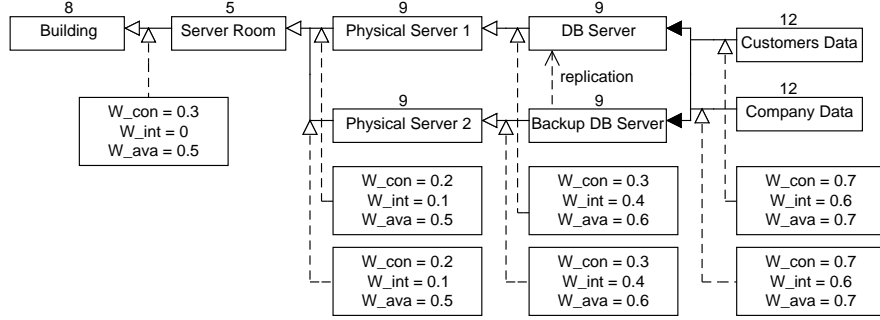 8
5
9
9
12
Building
Server Room
Physical Server 1
DB Server
Customers Data
replication
12
9
9
Company Data
Physical Server 2
Backup DB Server
W_con = 0.3
W_int = 0
W_ava = 0.5
W_con = 0.2
W_int = 0.1
W_ava = 0.5
W_con = 0.3
W_int = 0.4
W_ava = 0.6
W_con = 0.7
W_int = 0.6
W_ava = 0.7
W_con = 0.2
W_int = 0.1
W_ava = 0.5
W_con = 0.3
W_int = 0.4
W_ava = 0.6
W_con = 0.7
W_int = 0.6
W_ava = 0.7